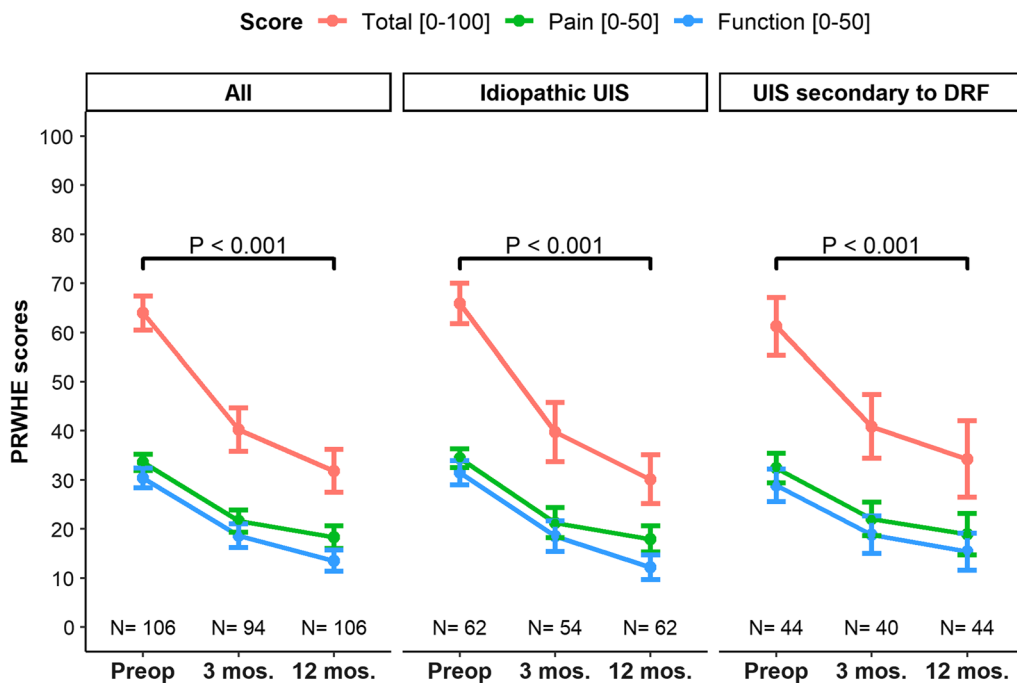 Score Total [0-100] Pain [0-50] Function [0-50]
All Idiopathic UIS UIS secondary to DRF
PRWHE scores
100
90
80
70
60
50
40
30
20
10
0
P < 0.001 P < 0.001 P < 0.001
N= 106 N= 94 N= 106 N= 62 N= 54 N= 62 N= 44 N= 40 N= 44
Preop 3 mos. 12 mos. Preop 3 mos. 12 mos. Preop 3 mos. 12 mos.